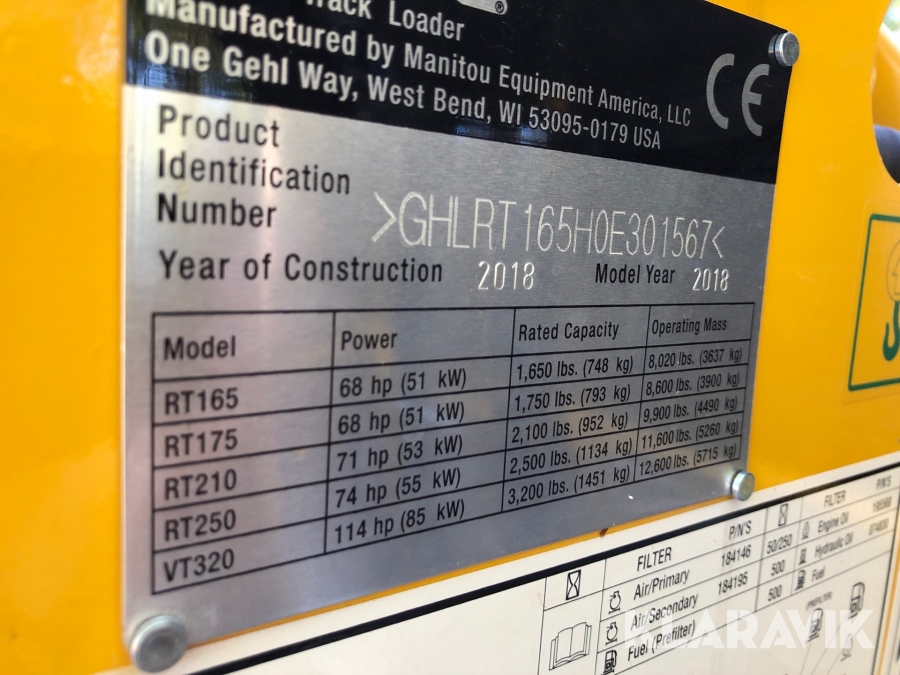 Track Loader
Manufactured by Manitou Equipment America, LLC
One Gehl Way, West Bend, WI 53095-0179 USA
CE
Product
Identification
Number >GHLRT165H0E301567<
Year of Construction 2018 Model Year 2018
Model Power Rated Capacity Operating Mass
RT165 68 hp (51 kW) 1,650 lbs. (748 kg) 8,020 lbs. (3637 kg)
RT175 68 hp (51 kW) 1,750 lbs. (793 kg) 8,600 lbs. (3900 kg)
RT210 71 hp (53 kW) 2,100 lbs. (952 kg) 9,900 lbs. (4490 kg)
RT250 74 hp (55 kW) 2,500 lbs. (1134 kg) 11,600 lbs. (5260 kg)
VT320 114 hp (85 kW) 3,200 lbs. (1451 kg) 12,600 lbs. (5715 kg)
FILTER P/N'S FILTER P/N'S
Air/Primary 184146 50/250 Engine Oil
Air/Secondary 184195 500 Hydraulic Oil
Fuel (Prefilter) 500 Fuel
KLARAVIK